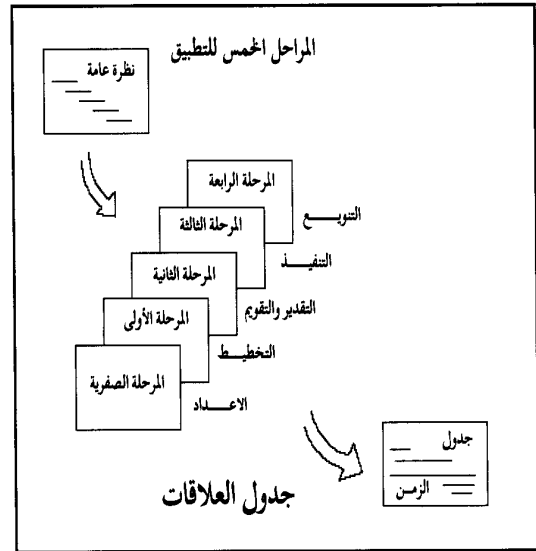 المراحل الخمس للتطبيق
نظرة عامة
المرحلة الرابعة
التنويـــع
المرحلة الثالثة
التنفيـــذ
المرحلة الثانية
التقدير والتقويم
المرحلة الأولى
التخطيـــط
المرحلة الصفرية
الاعـــداد
جدول
الزمـن
جدول العلاقات